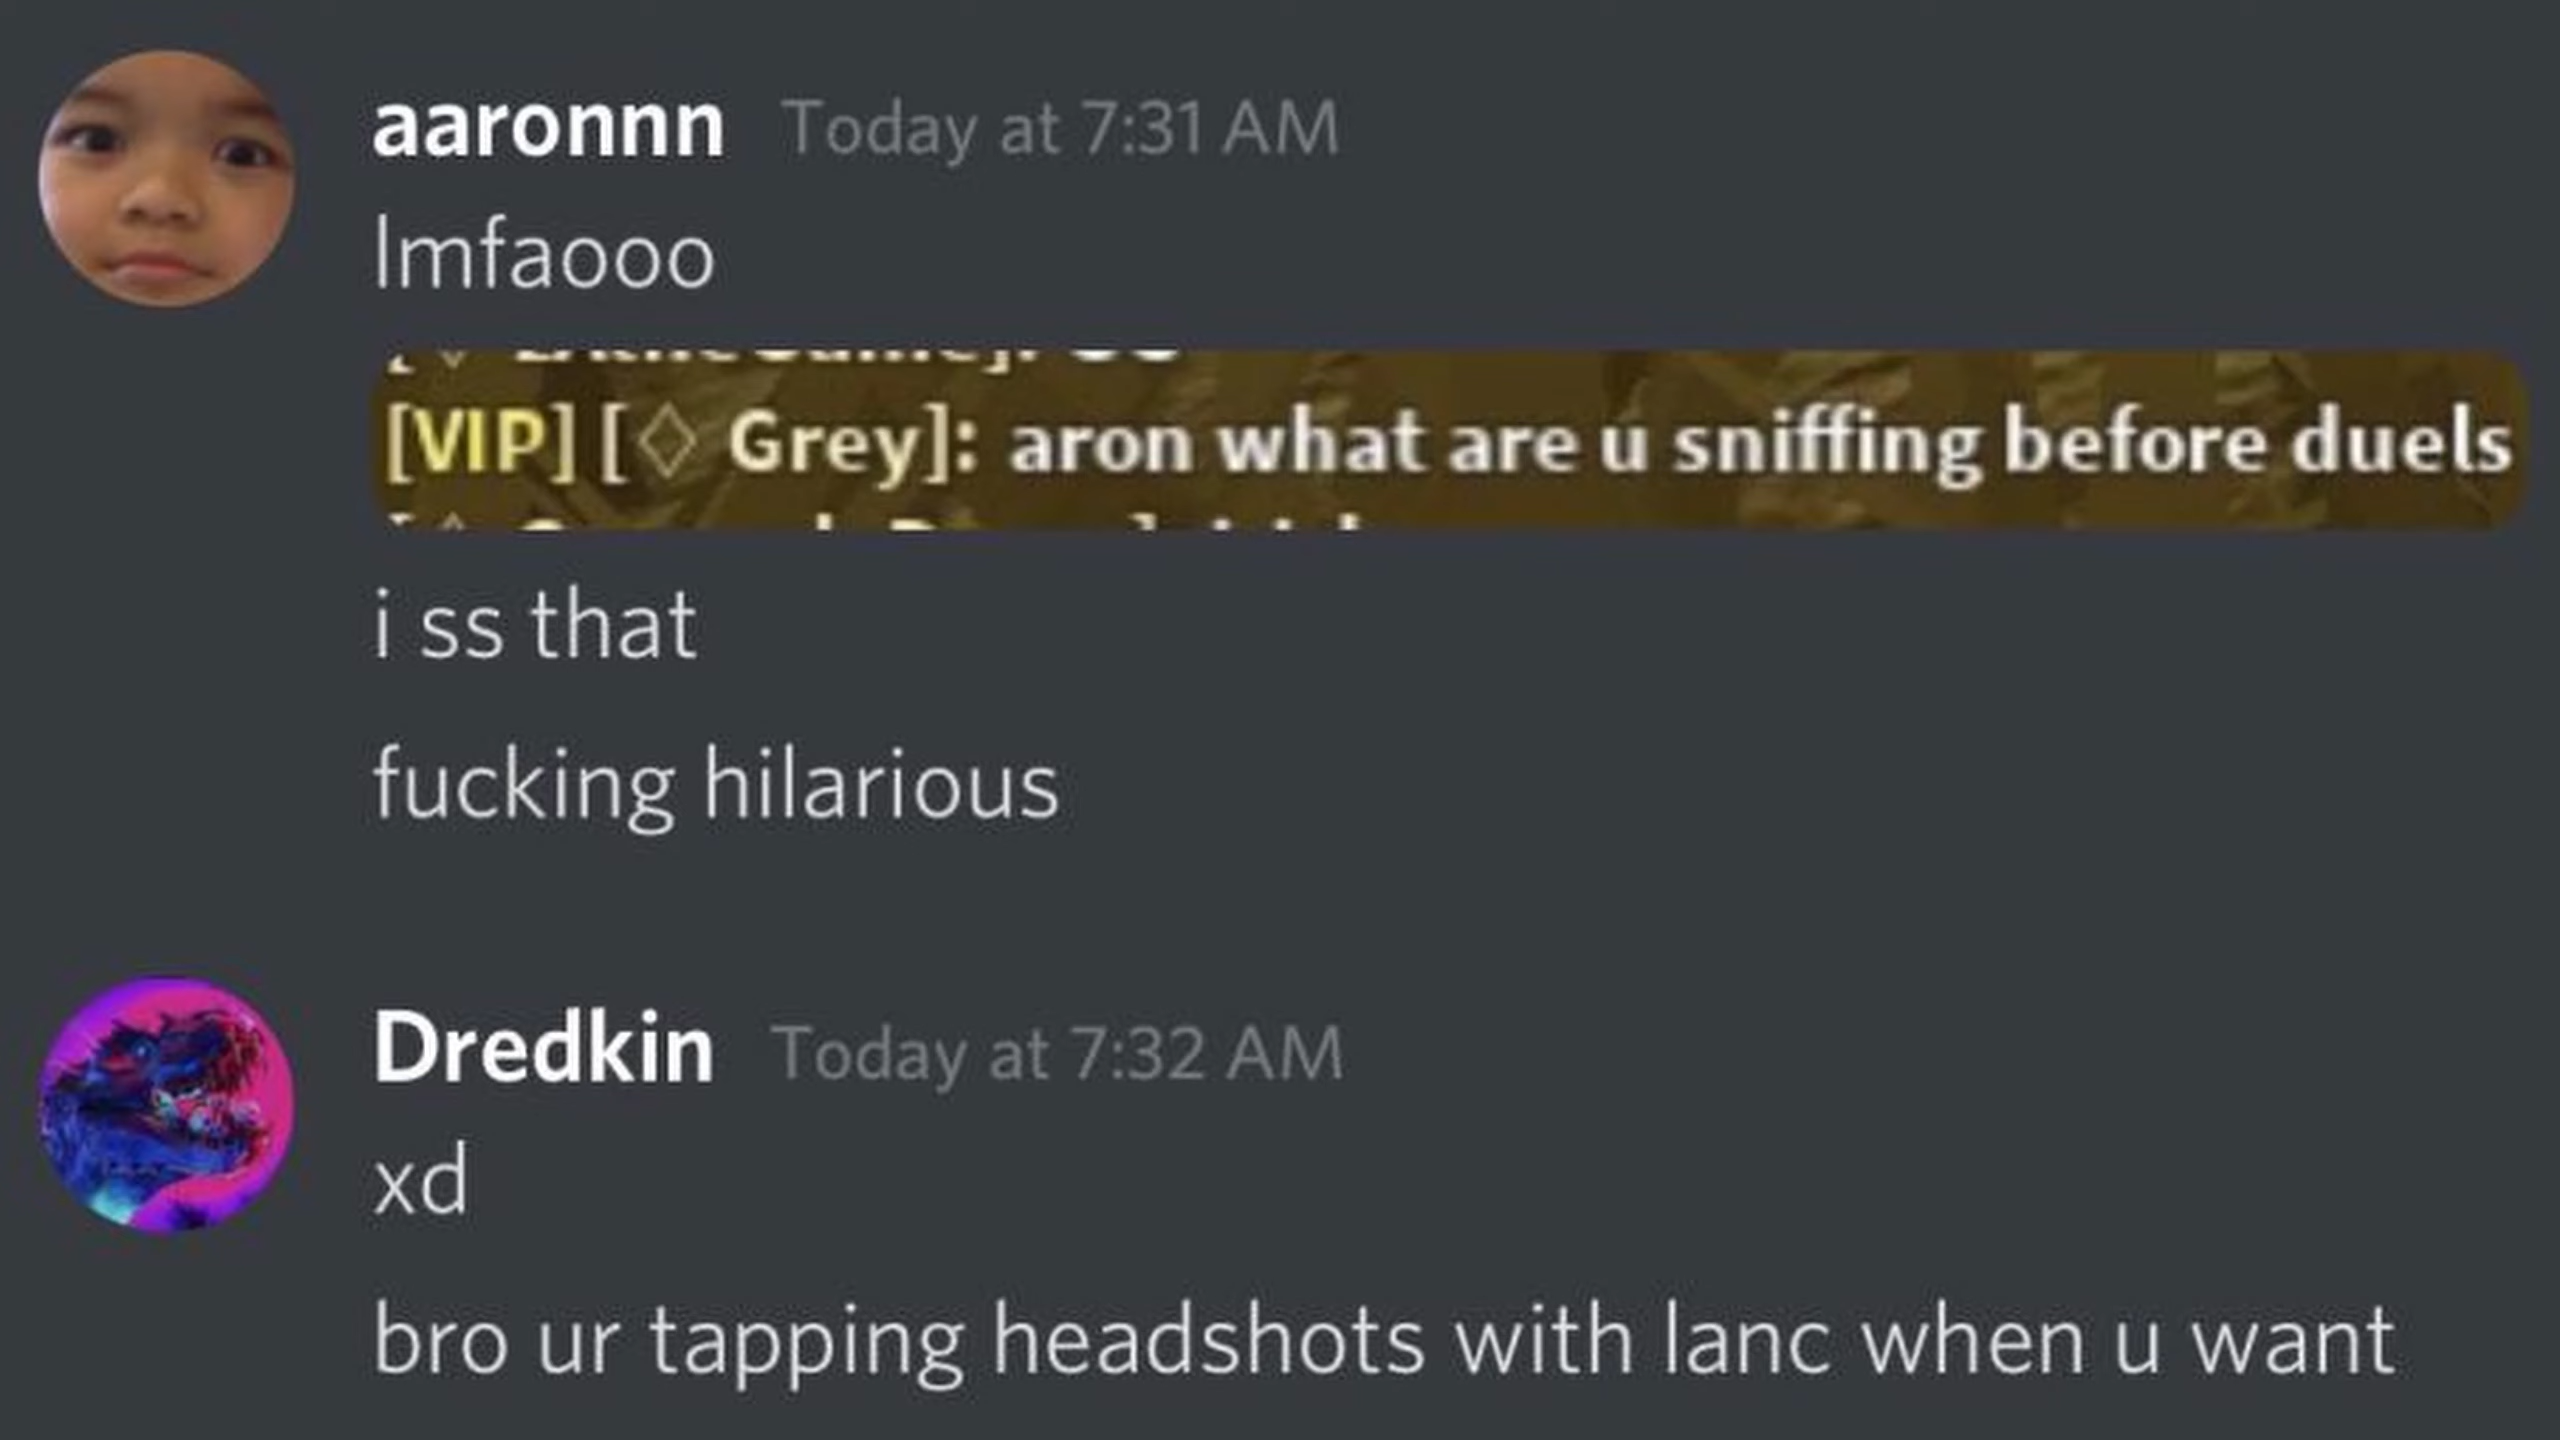 aaronnn Today at 7:31 AM
lmfaooo
[VIP] [♢ Grey]: aron what are u sniffing before duels
i ss that
fucking hilarious
Dredkin Today at 7:32 AM
xd
bro ur tapping headshots with lanc when u want